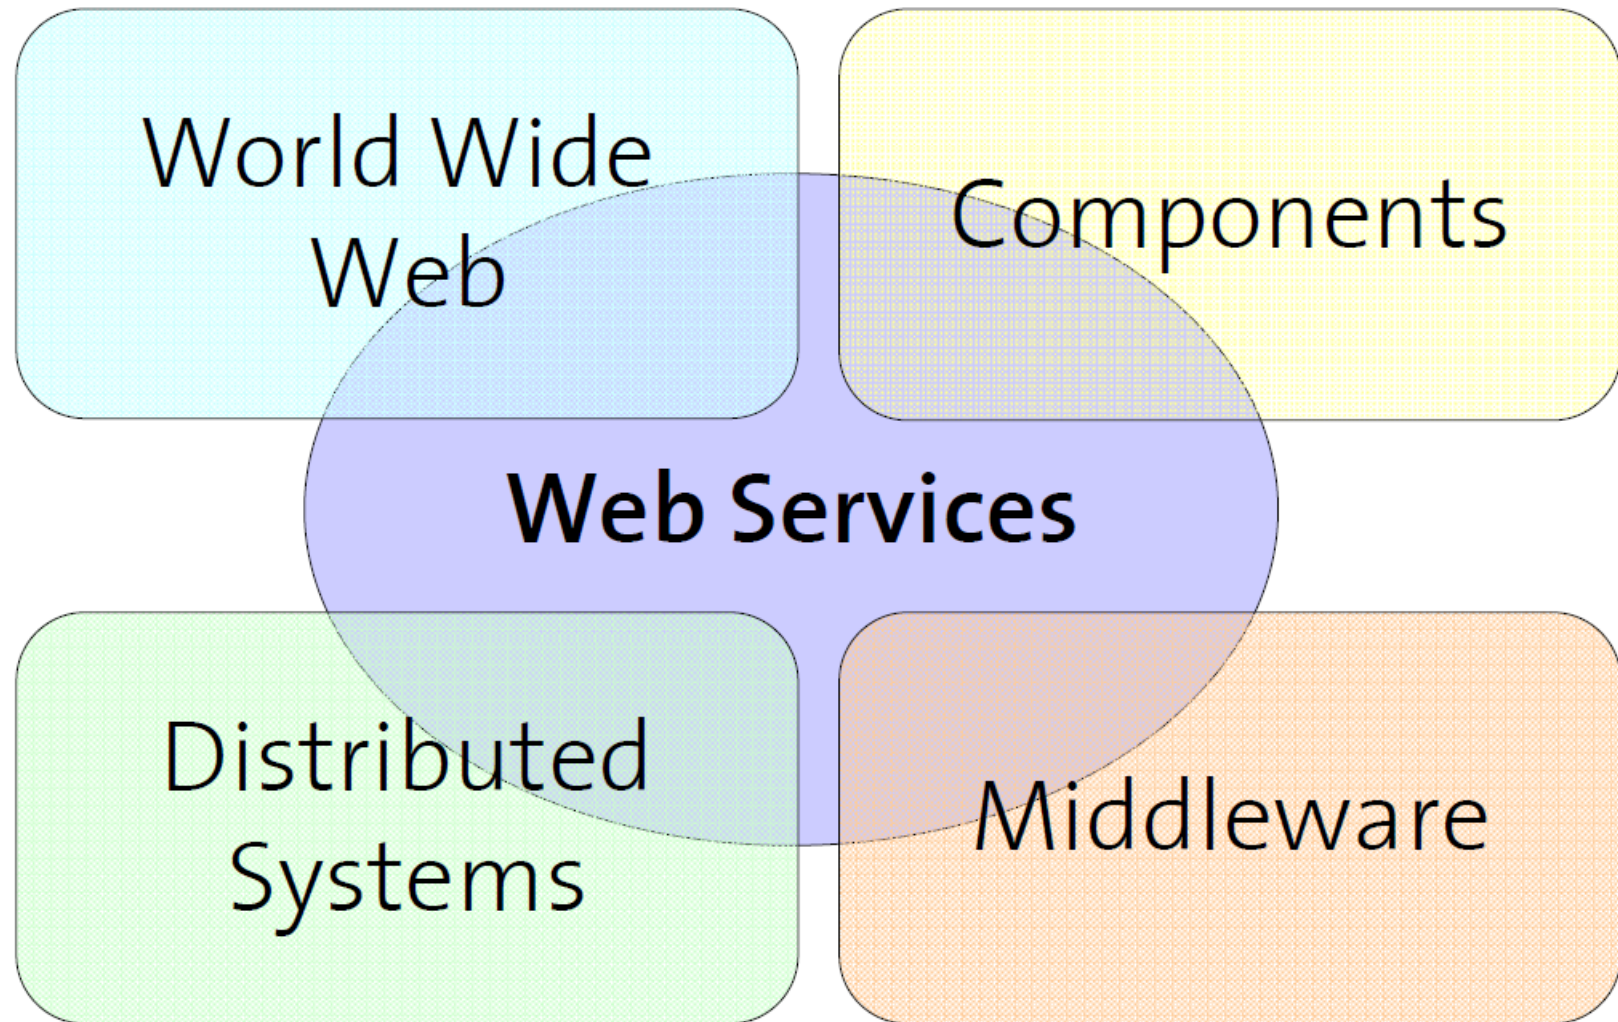 World Wide
Web
Components
Web Services
Distributed
Systems
Middleware